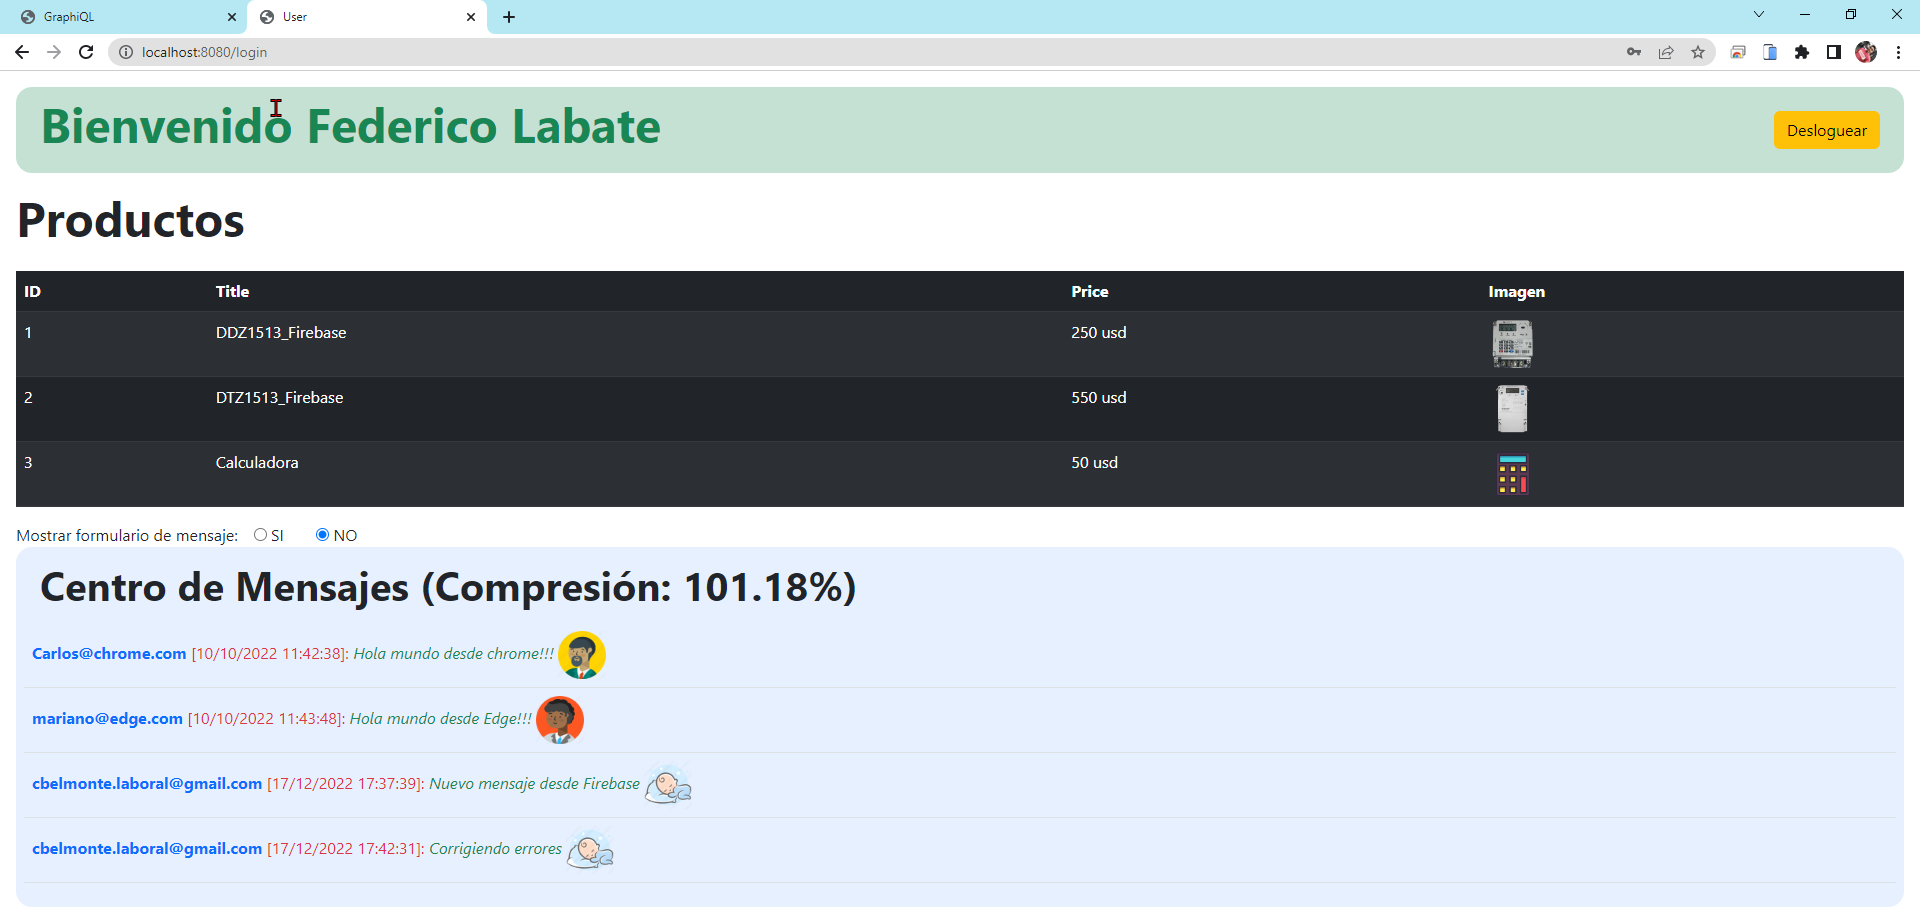 GraphiQL
User
localhost:8080/login
Bienvenido Federico Labate
Desloguear
Productos
ID Title Price Imagen
1 DDZ1513_Firebase 250 usd
2 DTZ1513_Firebase 550 usd
3 Calculadora 50 usd
Mostrar formulario de mensaje: SI NO
Centro de Mensajes (Compresión: 101.18%)
Carlos@chrome.com [10/10/2022 11:42:38]: Hola mundo desde chrome!!!
mariano@edge.com [10/10/2022 11:43:48]: Hola mundo desde Edge!!!
cbelmonte.laboral@gmail.com [17/12/2022 17:37:39]: Nuevo mensaje desde Firebase
cbelmonte.laboral@gmail.com [17/12/2022 17:42:31]: Corrigiendo errores